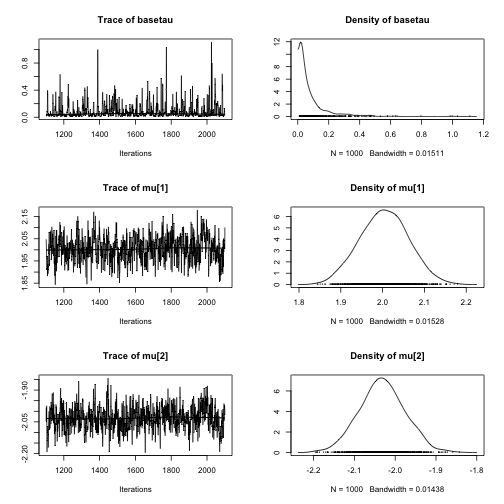 Trace of basetau
0.0 0.4 0.8
1200 1400 1600 1800 2000
Iterations
Density of basetau
0 2 4 6 8 12
0.0 0.2 0.4 0.6 0.8 1.0 1.2
N = 1000 Bandwidth = 0.01511
Trace of mu[1]
1.85 1.95 2.05 2.15
1200 1400 1600 1800 2000
Iterations
Density of mu[1]
0 1 2 3 4 5 6
1.8 1.9 2.0 2.1 2.2
N = 1000 Bandwidth = 0.01528
Trace of mu[2]
-2.20 -2.05 -1.90
1200 1400 1600 1800 2000
Iterations
Density of mu[2]
0 2 4 6
-2.2 -2.1 -2.0 -1.9 -1.8
N = 1000 Bandwidth = 0.01438